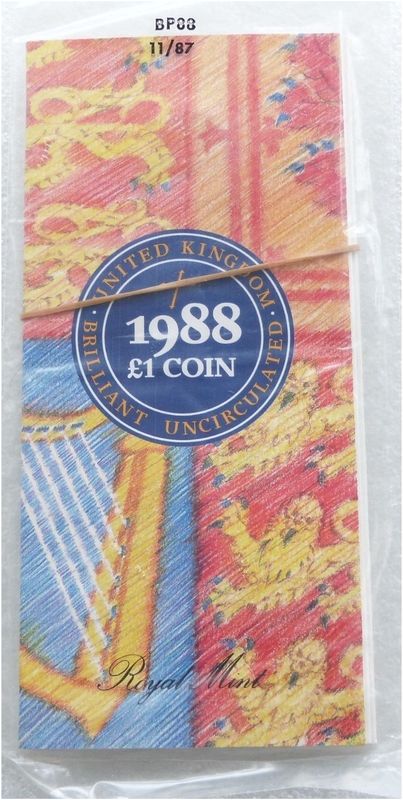 BP88
11/87
UNITED KINGDOM
1988
£1 COIN
BRILLIANT UNCIRCULATED
Royal Mint